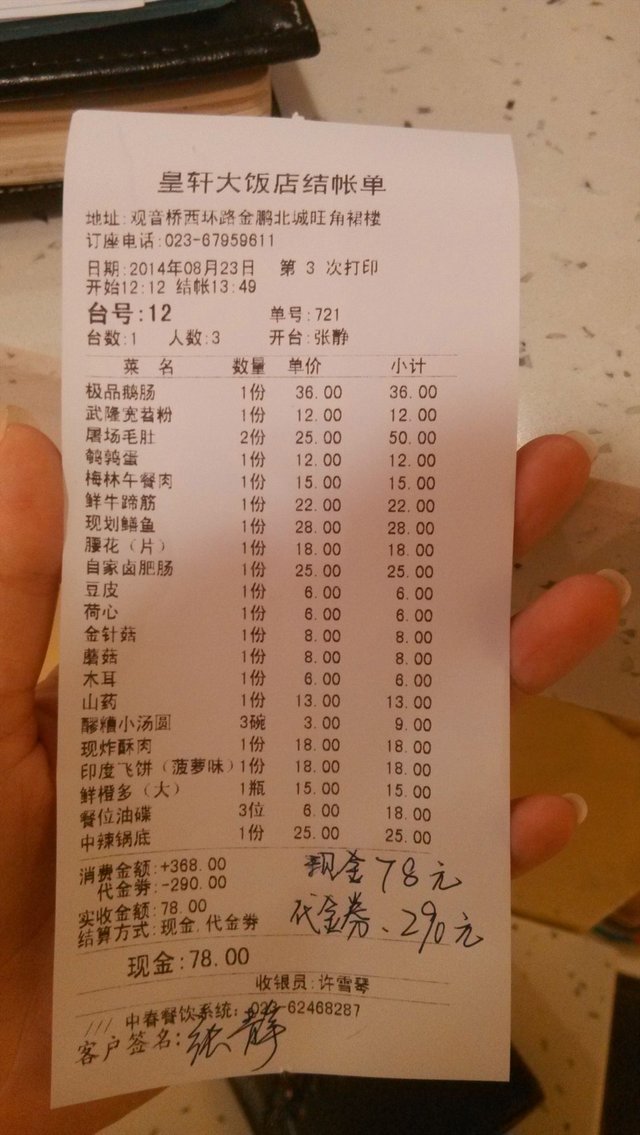 皇轩大饭店结帐单
地址:观音桥西环路金鹏北城旺角裙楼
订座电话:023-67959611
日期:2014年08月23日 第 3 次打印
开始12:12 结帐13:49
台号:12 单号:721
台数:1 人数:3 开台:张静
菜 名 数量 单价 小计
极品鹅肠 1份 36.00 36.00
武隆宽苕粉 1份 12.00 12.00
屠场毛肚 2份 25.00 50.00
鹌鹑蛋 1份 12.00 12.00
梅林午餐肉 1份 15.00 15.00
鲜牛蹄筋 1份 22.00 22.00
现划鳝鱼 1份 28.00 28.00
腰花（片） 1份 18.00 18.00
自家卤肥肠 1份 25.00 25.00
豆皮 1份 6.00 6.00
荷心 1份 6.00 6.00
金针菇 1份 8.00 8.00
蘑菇 1份 8.00 8.00
木耳 1份 6.00 6.00
山药 1份 13.00 13.00
醪糟小汤圆 3碗 3.00 9.00
现炸酥肉 1份 18.00 18.00
印度飞饼（菠萝味）1份 18.00 18.00
鲜橙多（大） 1瓶 15.00 15.00
餐位油碟 3位 6.00 18.00
中辣锅底 1份 25.00 25.00
消费金额:+368.00 现金78元
代金券:-290.00
实收金额:78.00 代金券、290元
结算方式:现金,代金券
现金:78.00
收银员:许雪琴
中春餐饮系统: 023-62468287
客户签名: 张静